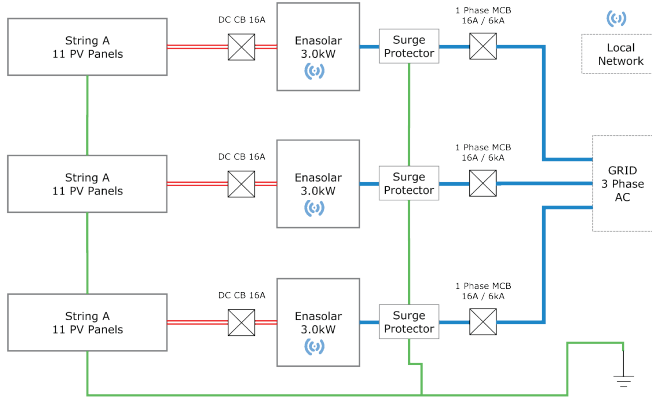 String A
11 PV Panels
DC CB 16A
Enasolar
3.0kW
Surge
Protector
1 Phase MCB
16A / 6kA
Local
Network
String A
11 PV Panels
DC CB 16A
Enasolar
3.0kW
Surge
Protector
1 Phase MCB
16A / 6kA
GRID
3 Phase
AC
String A
11 PV Panels
DC CB 16A
Enasolar
3.0kW
Surge
Protector
1 Phase MCB
16A / 6kA